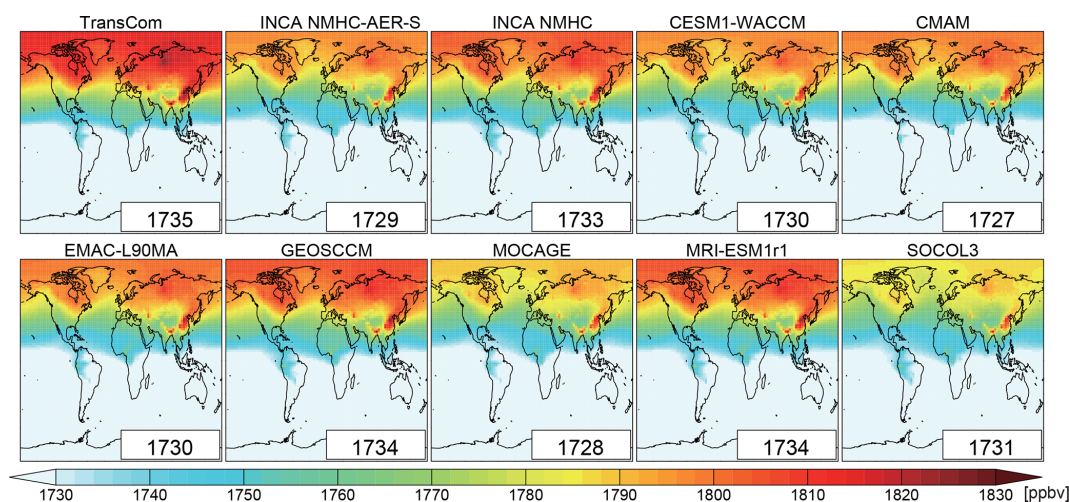 TransCom INCA NMHC-AER-S INCA NMHC CESM1-WACCM CMAM
1735 1729 1733 1730 1727
EMAC-L90MA GEOSCCM MOCAGE MRI-ESM1r1 SOCOL3
1730 1734 1728 1734 1731
1730 1740 1750 1760 1770 1780 1790 1800 1810 1820 1830 [ppbv]